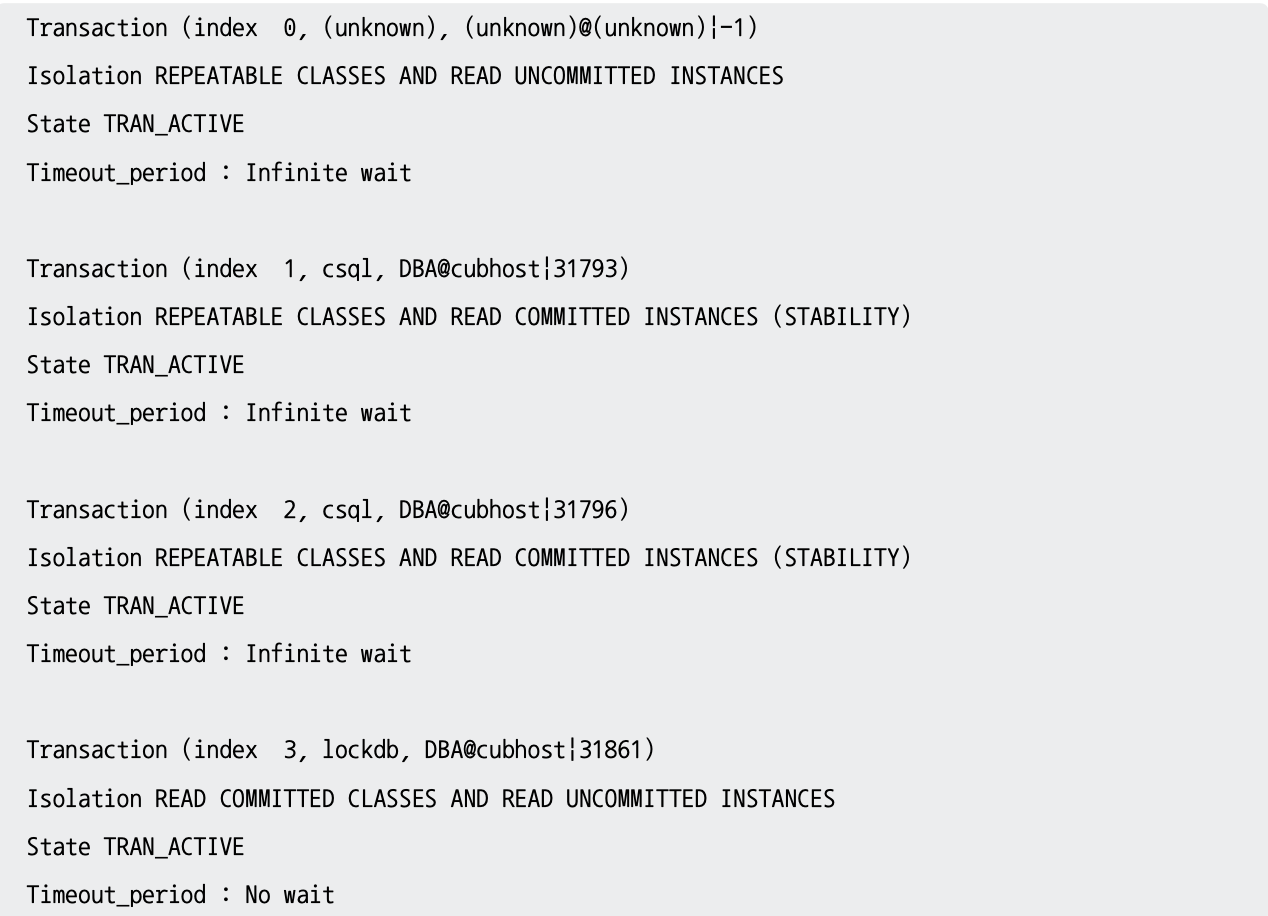 Transaction (index  0, (unknown), (unknown)@(unknown)|-1)
Isolation REPEATABLE CLASSES AND READ UNCOMMITTED INSTANCES
State TRAN_ACTIVE
Timeout_period : Infinite wait
Transaction (index  1, csql, DBA@cubhost|31793)
Isolation REPEATABLE CLASSES AND READ COMMITTED INSTANCES (STABILITY)
State TRAN_ACTIVE
Timeout_period : Infinite wait
Transaction (index  2, csql, DBA@cubhost|31796)
Isolation REPEATABLE CLASSES AND READ COMMITTED INSTANCES (STABILITY)
State TRAN_ACTIVE
Timeout_period : Infinite wait
Transaction (index  3, lockdb, DBA@cubhost|31861)
Isolation READ COMMITTED CLASSES AND READ UNCOMMITTED INSTANCES
State TRAN_ACTIVE
Timeout_period : No wait